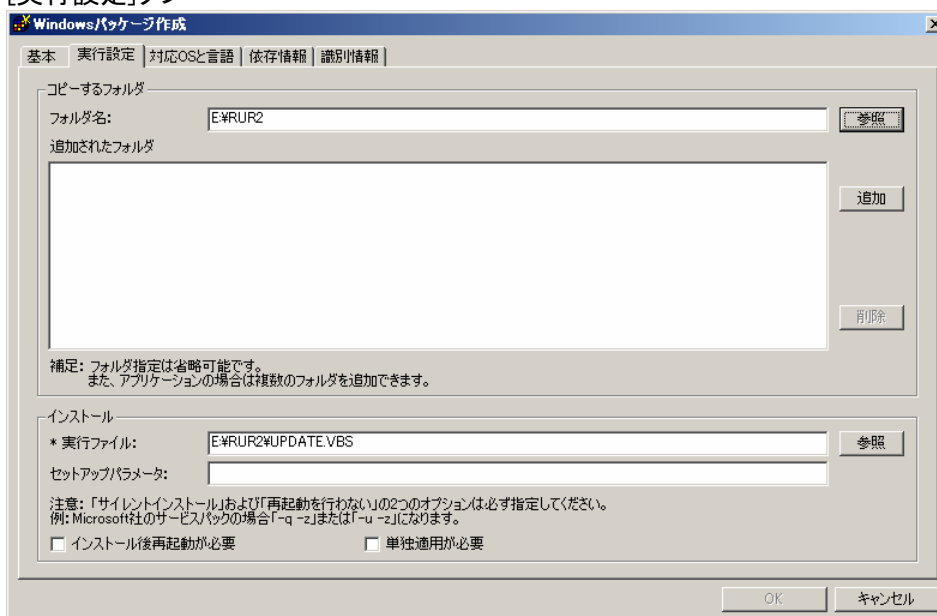 [実行設定]タブ
Windowsパッケージ作成
基本 実行設定 対応OSと言語 依存情報 識別情報
コピーするフォルダ
フォルダ名: E:¥RUR2 参照
追加されたフォルダ
追加
削除
補足: フォルダ指定は省略可能です。
また、アプリケーションの場合は複数のフォルダを追加できます。
インストール
* 実行ファイル: E:¥RUR2¥UPDATE.VBS 参照
セットアップパラメータ:
注意: 「サイレントインストール」および「再起動を行わない」の2つのオプションは必ず指定してください。
例: Microsoft社のサービスパックの場合「-q -z」または「-u -z」になります。
インストール後再起動が必要 単独適用が必要
OK キャンセル